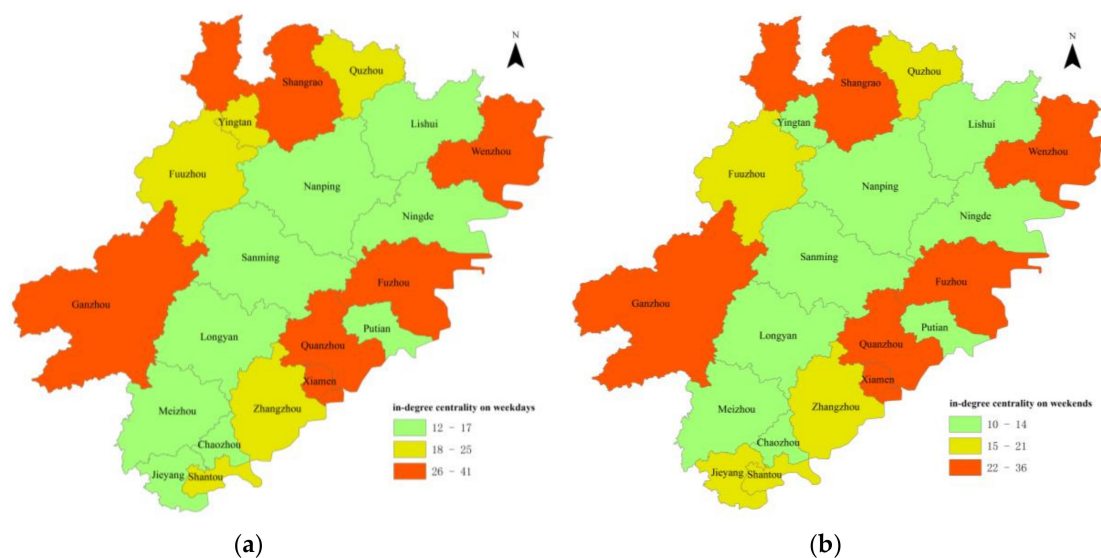 N
Shangrao
Quzhou
Yingtan
Lishui
Wenzhou
Fuuzhou
Nanping
Ningde
Sanming
Ganzhou
Fuzhou
Longyan
Putian
Quanzhou
Xiamen
Meizhou
Zhangzhou
Chaozhou
Jieyang
Shantou
in-degree centrality on weekdays
12 - 17
18 - 25
26 - 41
(a)
N
Shangrao
Quzhou
Yingtan
Lishui
Wenzhou
Fuuzhou
Nanping
Ningde
Sanming
Ganzhou
Fuzhou
Longyan
Putian
Quanzhou
Xiamen
Meizhou
Zhangzhou
Chaozhou
Jieyang
Shantou
in-degree centrality on weekends
10 - 14
15 - 21
22 - 36
(b)